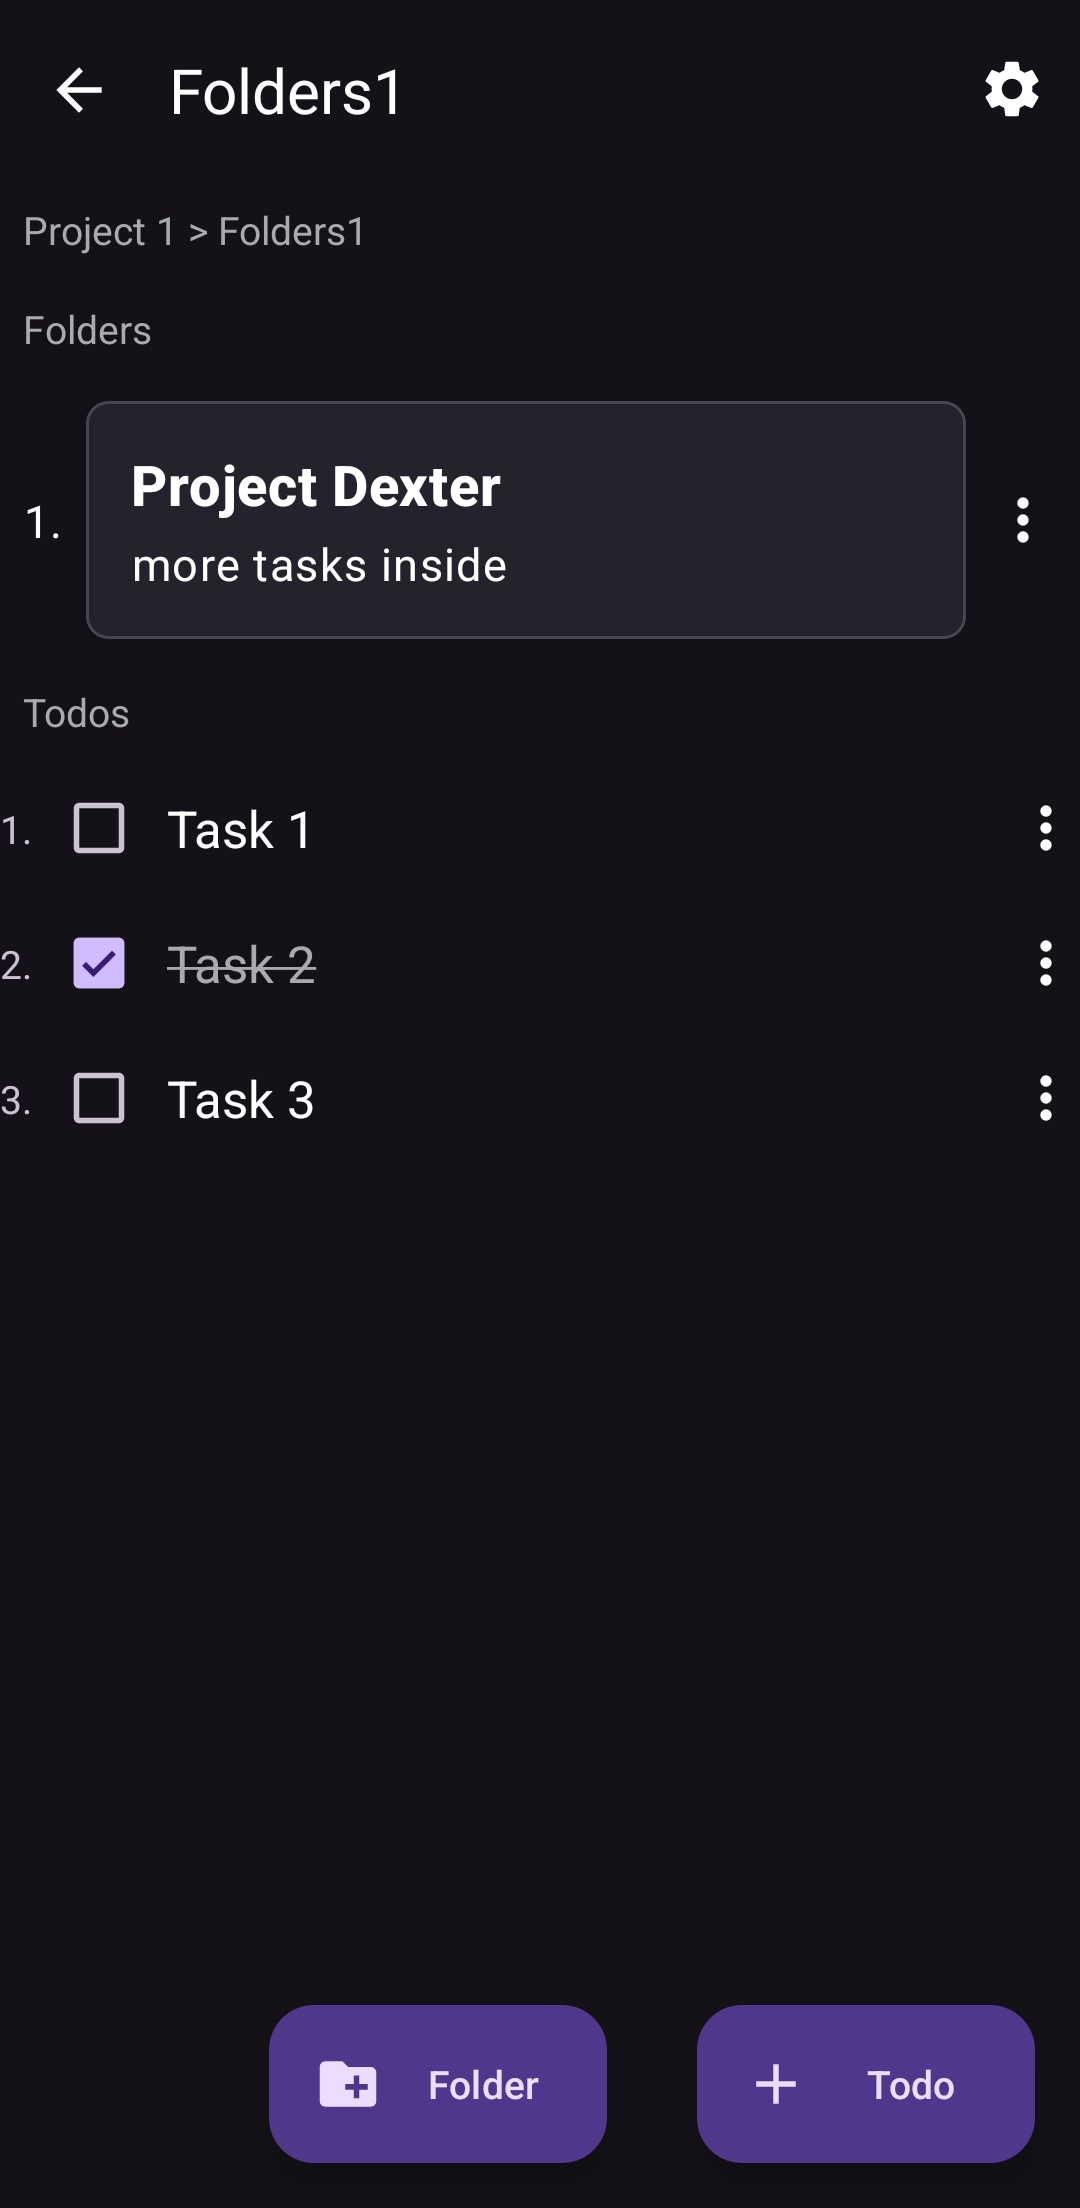 Folders1
Project 1 > Folders1
Folders
1.
Project Dexter
more tasks inside
Todos
1. Task 1
2. Task 2
3. Task 3
Folder
Todo